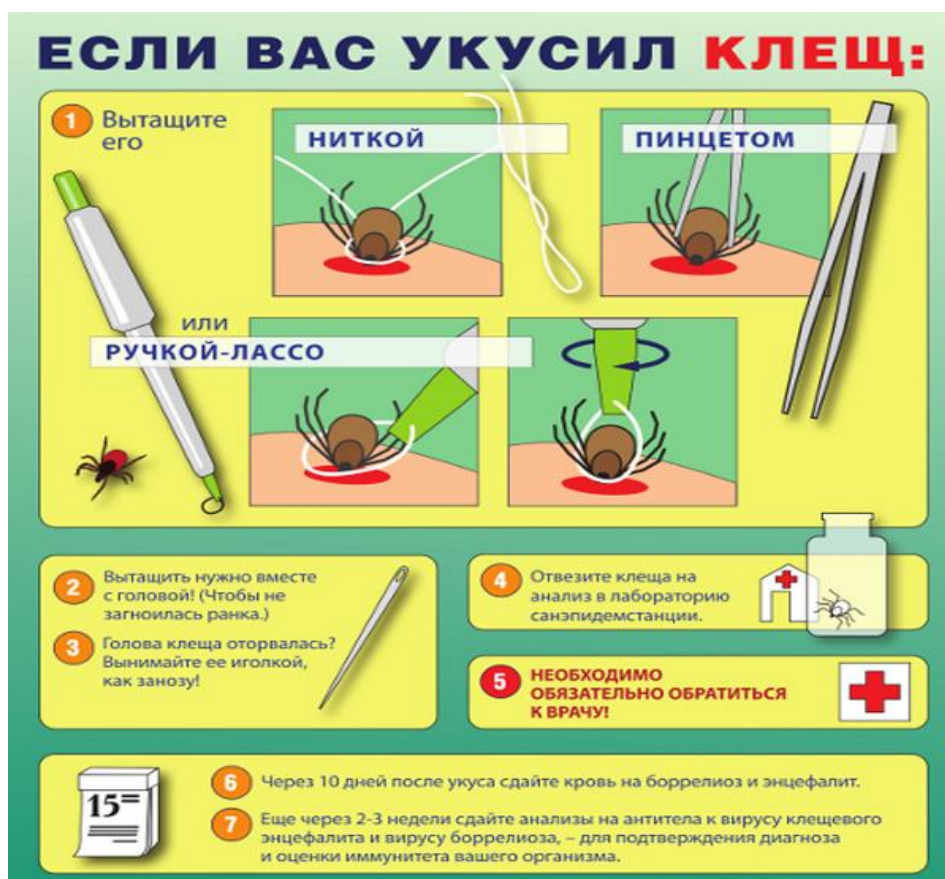 ЕСЛИ ВАС УКУСИЛ КЛЕЩ:
1 Вытащите
его
НИТКОЙ
ПИНЦЕТОМ
или
РУЧКОЙ-ЛАССО
2 Вытащить нужно вместе
с головой! (Чтобы не
загноилась ранка.)
3 Голова клеща оторвалась?
Вынимайте ее иголкой,
как занозу!
4 Отвезите клеща на
анализ в лабораторию
санэпидемстанции.
5 НЕОБХОДИМО
ОБЯЗАТЕЛЬНО ОБРАТИТЬСЯ
К ВРАЧУ!
15
6 Через 10 дней после укуса сдайте кровь на боррелиоз и энцефалит.
7 Еще через 2-3 недели сдайте анализы на антитела к вирусу клещевого
энцефалита и вирусу боррелиоза, – для подтверждения диагноза
и оценки иммунитета вашего организма.